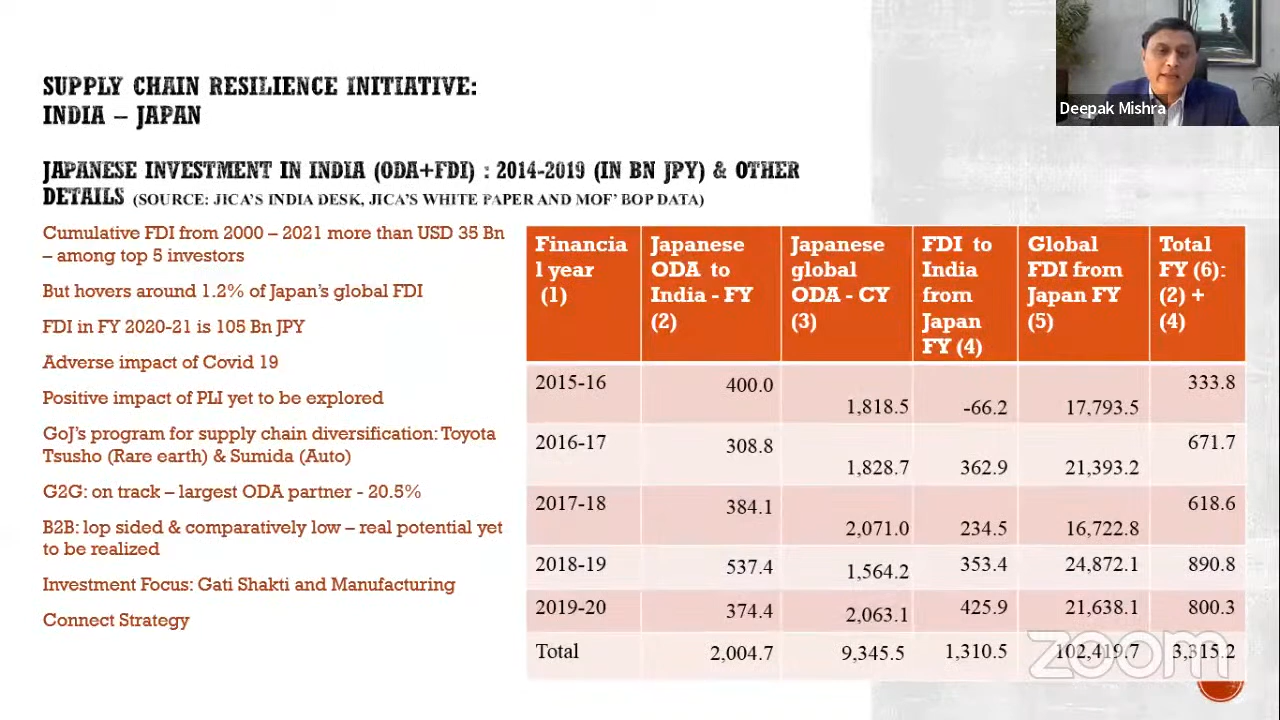 Deepak Mishra
SUPPLY CHAIN RESILIENCE INITIATIVE:
INDIA – JAPAN
JAPANESE INVESTMENT IN INDIA (ODA+FDI) : 2014-2019 (IN BN JPY) & OTHER
DETAILS (SOURCE: JICA'S INDIA DESK, JICA'S WHITE PAPER AND MOF' BOP DATA)
Cumulative FDI from 2000 – 2021 more than USD 35 Bn
– among top 5 investors
But hovers around 1.2% of Japan's global FDI
FDI in FY 2020-21 is 105 Bn JPY
Adverse impact of Covid 19
Positive impact of PLI yet to be explored
GoJ's program for supply chain diversification: Toyota
Tsusho (Rare earth) & Sumida (Auto)
G2G: on track – largest ODA partner - 20.5%
B2B: lop sided & comparatively low – real potential yet
to be realized
Investment Focus: Gati Shakti and Manufacturing
Connect Strategy
Financia
l year
(1)
Japanese
ODA to
India - FY
(2)
Japanese
global
ODA - CY
(3)
FDI to
India
from
Japan
FY (4)
Global
FDI from
Japan FY
(5)
Total
FY (6):
(2) +
(4)
2015-16 400.0 1,818.5 -66.2 17,793.5 333.8
2016-17 308.8 1,828.7 362.9 21,393.2 671.7
2017-18 384.1 2,071.0 234.5 16,722.8 618.6
2018-19 537.4 1,564.2 353.4 24,872.1 890.8
2019-20 374.4 2,063.1 425.9 21,638.1 800.3
Total 2,004.7 9,345.5 1,310.5 102,419.7 3,315.2
zoom